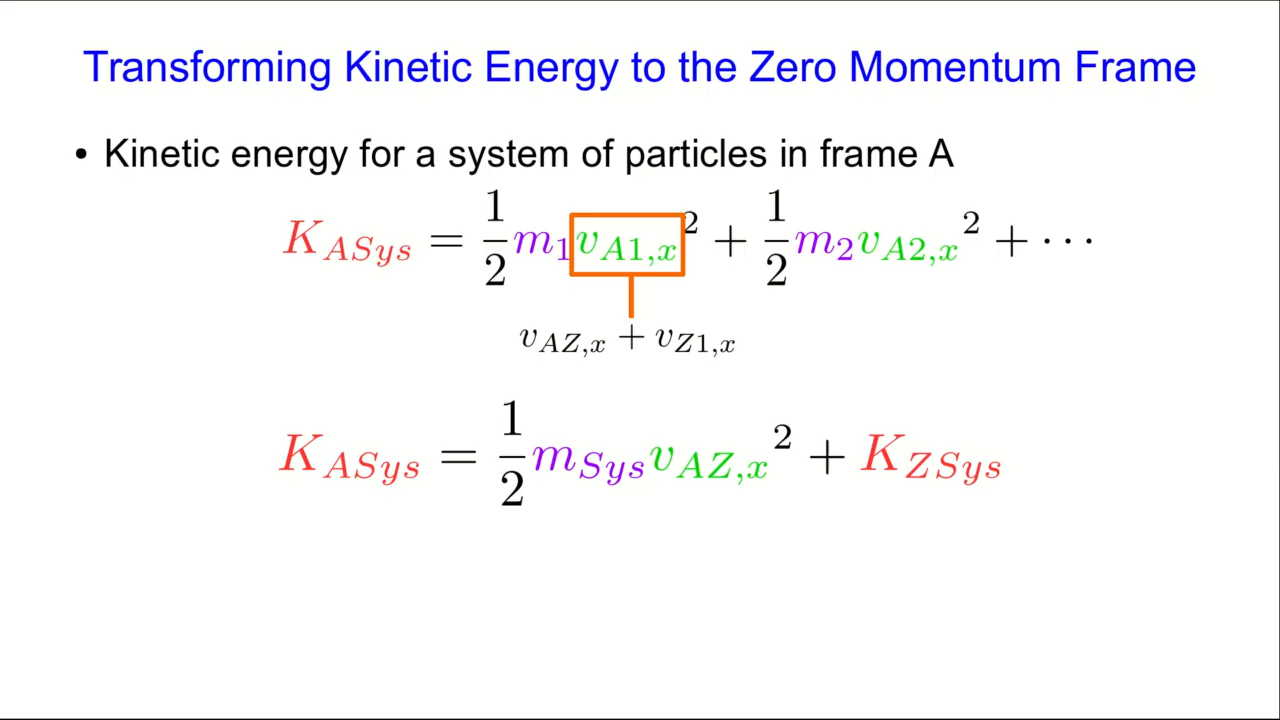 Transforming Kinetic Energy to the Zero Momentum Frame
• Kinetic energy for a system of particles in frame A
K_{ASys} = \frac{1}{2} m_1 v_{A1,x}^2 + \frac{1}{2} m_2 v_{A2,x}^2 + ⋯
v_{AZ,x} + v_{Z1,x}
K_{ASys} = \frac{1}{2} m_{Sys} v_{AZ,x}^2 + K_{ZSys}